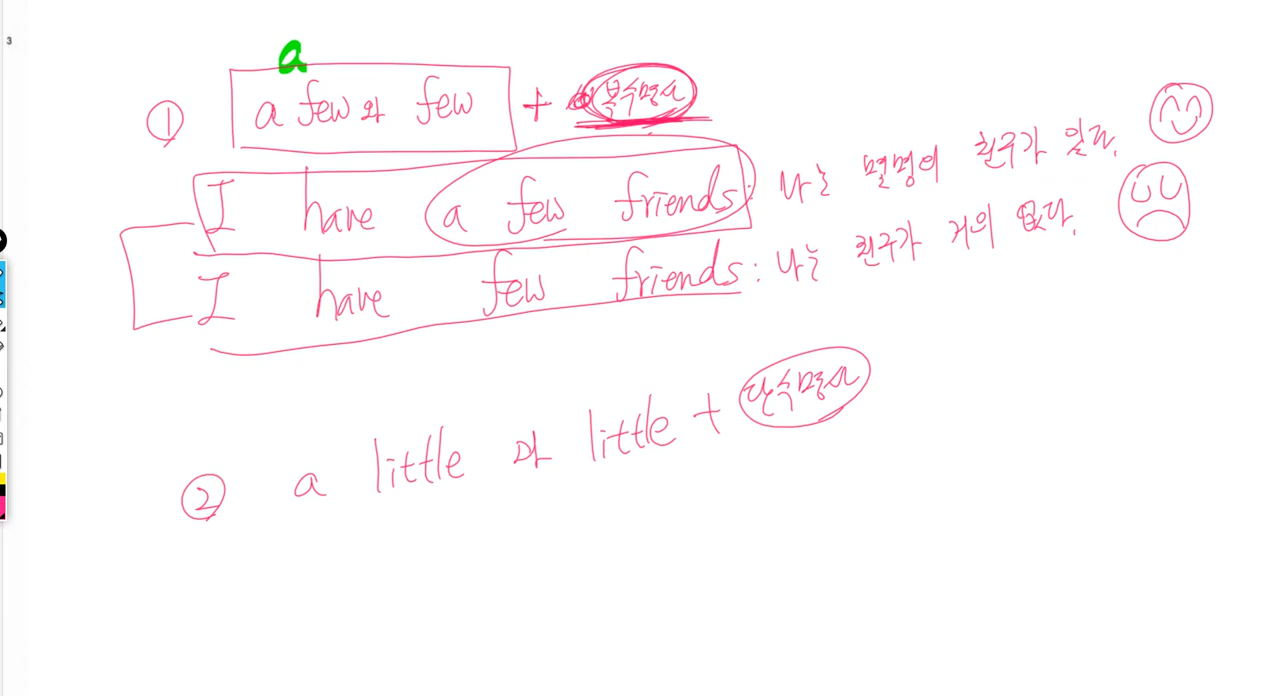 3
a
① a few와 few + 복수명사
I have a few friends: 나는 몇명의 친구가 있다.
I have few friends: 나는 친구가 거의 없다.
② a little 과 little + 단수명사